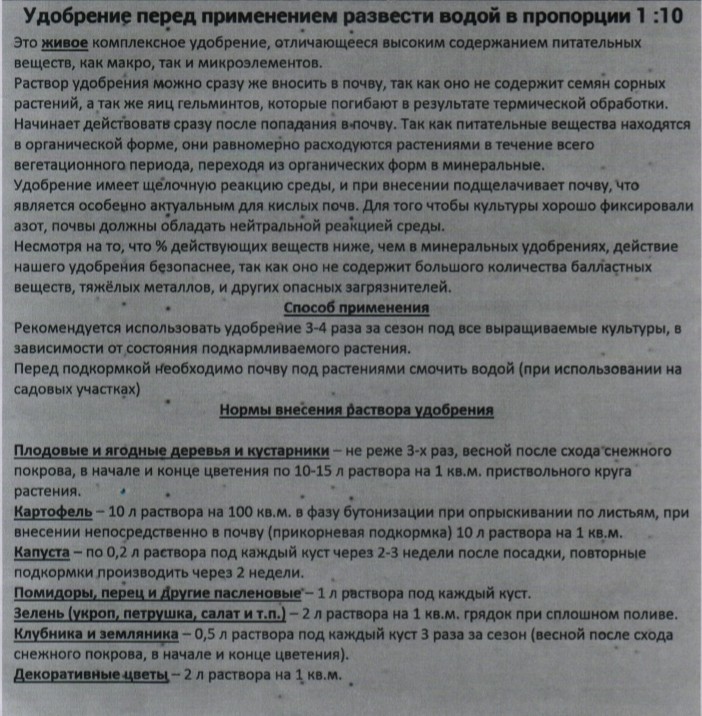 Удобрение перед применением развести водой в пропорции 1 :10
Это живое комплексное удобрение, отличающееся высоким содержанием питательных
веществ, как макро, так и микроэлементов.
Раствор удобрения можно сразу же вносить в почву, так как оно не содержит семян сорных
растений, а так же яиц гельминтов, которые погибают в результате термической обработки.
Начинает действовать сразу после попадания в почву. Так как питательные вещества находятся
в органической форме, они равномерно расходуются растениями в течение всего
вегетационного периода, переходя из органических форм в минеральные.
Удобрение имеет щелочную реакцию среды, и при внесении подщелачивает почву, что
является особенно актуальным для кислых почв. Для того чтобы культуры хорошо фиксировали
азот, почвы должны обладать нейтральной реакцией среды.
Несмотря на то, что % действующих веществ ниже, чем в минеральных удобрениях, действие
нашего удобрения безопаснее, так как оно не содержит большого количества балластных
веществ, тяжёлых металлов, и других опасных загрязнителей.
Способ применения
Рекомендуется использовать удобрение 3-4 раза за сезон под все выращиваемые культуры, в
зависимости от состояния подкармливаемого растения.
Перед подкормкой необходимо почву под растениями смочить водой (при использовании на
садовых участках)
Нормы внесения раствора удобрения
Плодовые и ягодные деревья и кустарники – не реже 3-х раз, весной после схода снежного
покрова, в начале и конце цветения по 10-15 л раствора на 1 кв.м. приствольного круга
растения.
Картофель – 10 л раствора на 100 кв.м. в фазу бутонизации при опрыскивании по листьям, при
внесении непосредственно в почву (прикорневая подкормка) 10 л раствора на 1 кв.м.
Капуста – по 0,2 л раствора под каждый куст через 2-3 недели после посадки, повторные
подкормки производить через 2 недели.
Помидоры, перец и другие пасленовые – 1 л раствора под каждый куст.
Зелень (укроп, петрушка, салат и т.п.) – 2 л раствора на 1 кв.м. грядок при сплошном поливе.
Клубника и земляника – 0,5 л раствора под каждый куст 3 раза за сезон (весной после схода
снежного покрова, в начале и конце цветения).
Декоративные цветы – 2 л раствора на 1 кв.м.